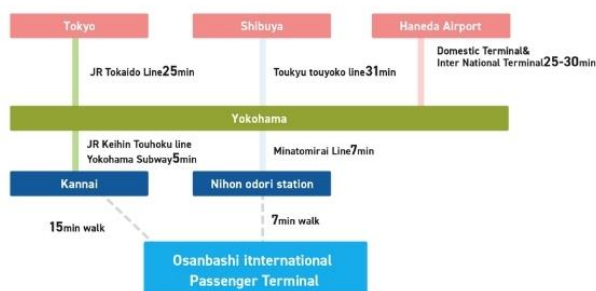 Tokyo
Shibuya
Haneda Airport
JR Tokaido Line25min
Toukyu touyoko line31min
Domestic Terminal&
Inter National Terminal25-30min
Yokohama
JR Keihin Touhoku line
Yokohama Subway5min
Minatomirai Line7min
Kannai
Nihon odori station
15min walk
7min walk
Osanbashi itnternational
Passenger Terminal